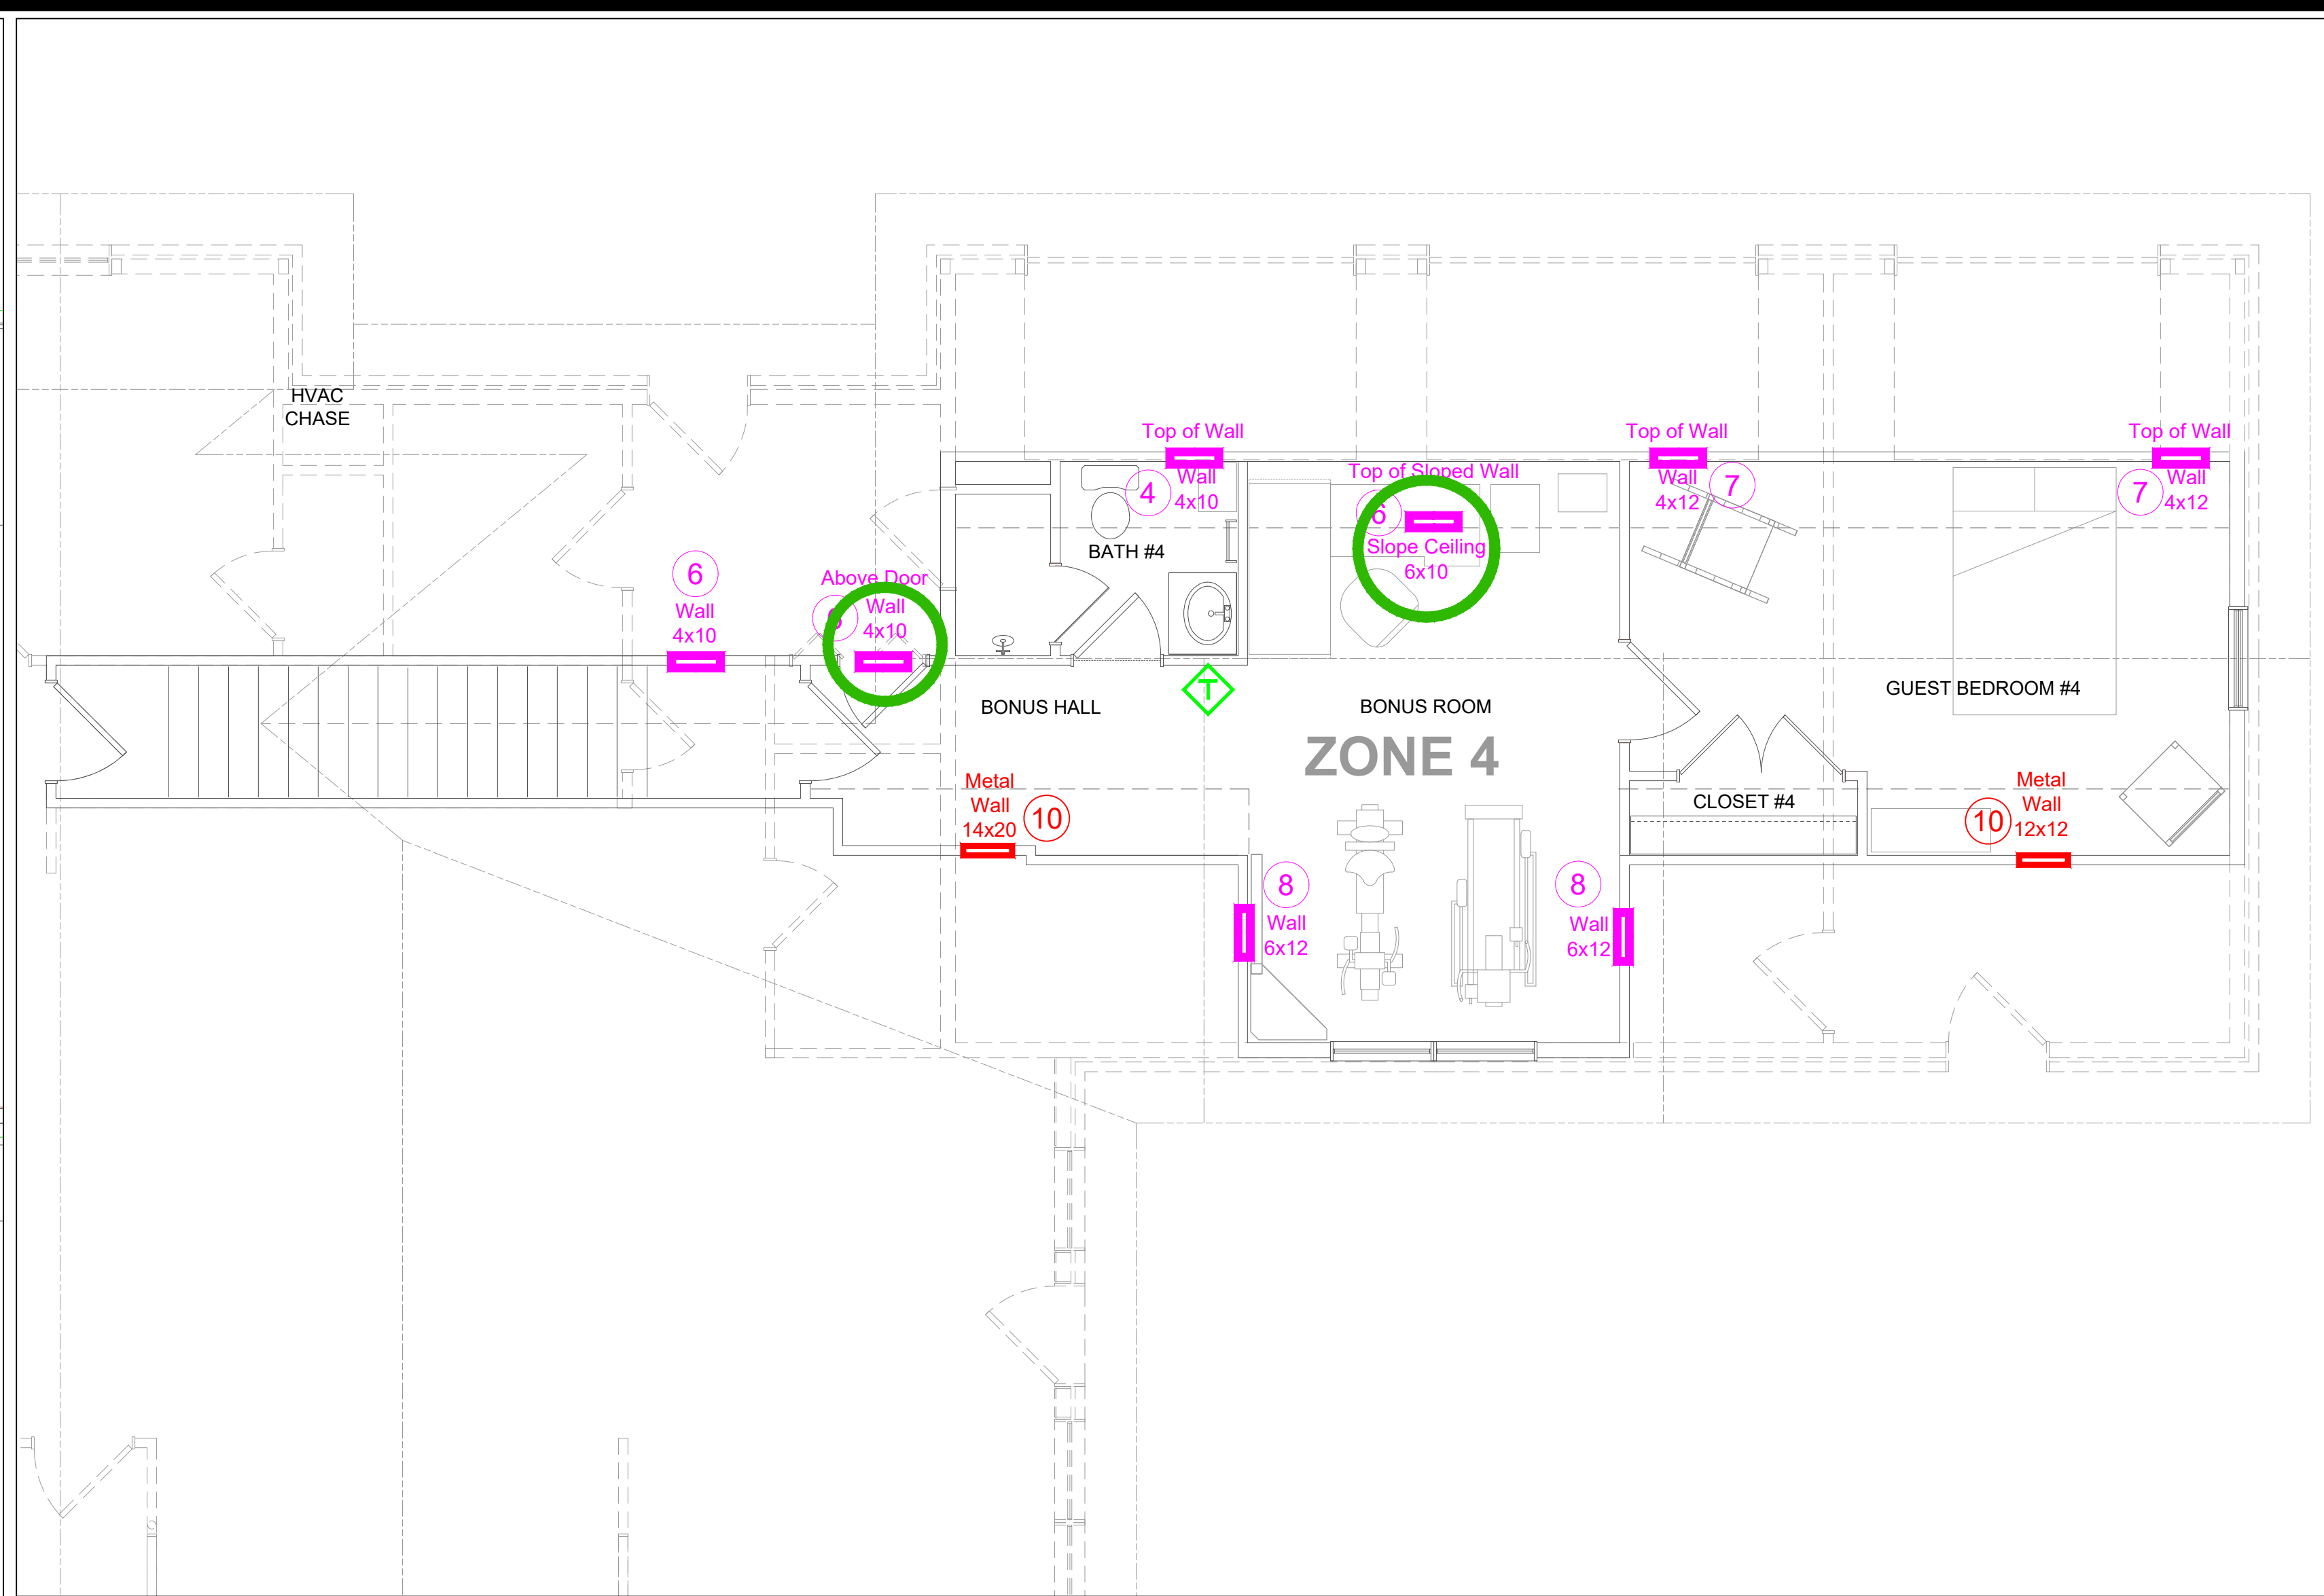 HVAC
CHASE
Top of Wall
Wall
4x10
4
Top of Sloped Wall
6
Slope Ceiling
6x10
Top of Wall
Wall
4x12
7
Top of Wall
Wall
4x12
7
BATH #4
6
Wall
4x10
Above Door
6
Wall
4x10
T
BONUS HALL
BONUS ROOM
ZONE 4
GUEST BEDROOM #4
CLOSET #4
Metal
Wall
14x20
10
Metal
Wall
12x12
10
8
Wall
6x12
8
Wall
6x12